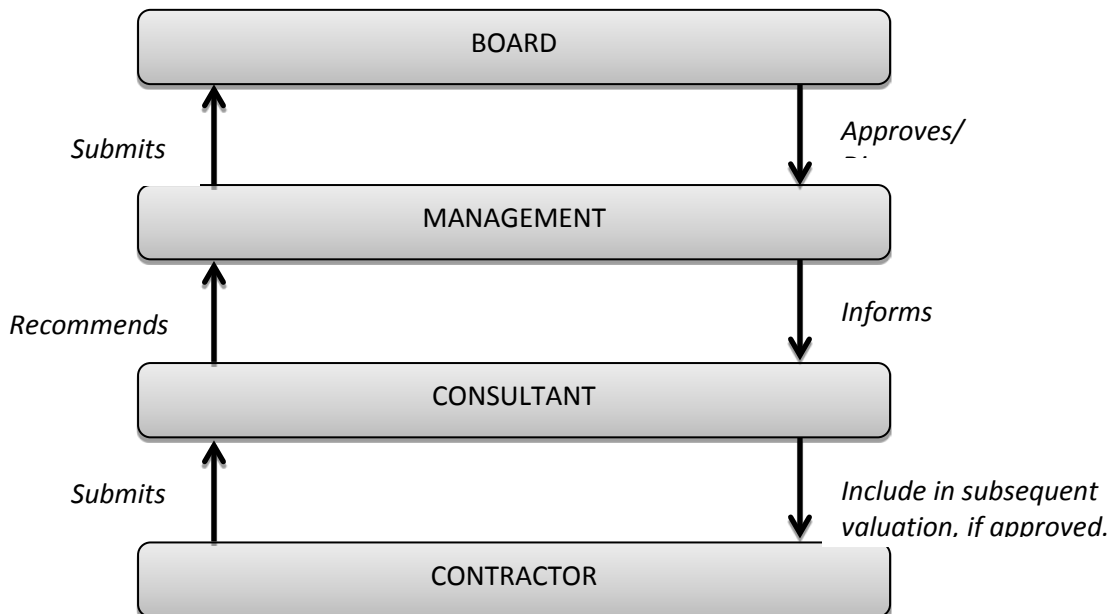 BOARD
Submits
Approves/
MANAGEMENT
Recommends
Informs
CONSULTANT
Submits
Include in subsequent
valuation, if approved.
CONTRACTOR